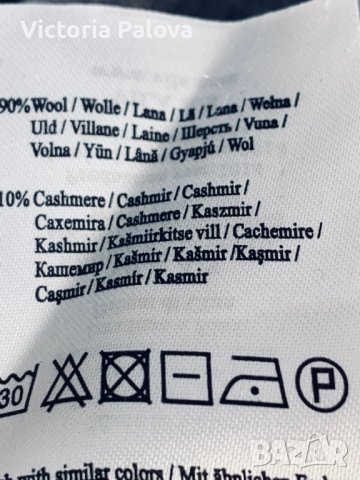 Victoria Palova
90% Wool / Wolle / Lana / Lã / Lana / Wełna /
Uld / Villane / Laine / Шерсть / Vuna /
Volna / Yün / Lână / Gyapjú / Wol
10% Cashmere / Cashmir / Cashmir /
Caxemira / Cashmere / Kaszmir /
Kashmir / Kašmiirkitse vill / Cachemire /
Кашемир / Kašmir / Kašmir / Kaşmir /
Caşmir / Kasmír / Kasmir
30 P
with similar colors / Mit ähnlichen
BAZAR